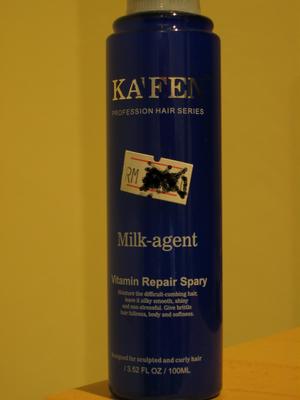 KA'FEN
PROFESSION HAIR SERIES
RM
Milk-agent
Vitamin Repair Spary
Moisture the difficult-combing hair,
leave it silky smooth, shiny
and non-stressful. Give brittle
hair fullness, body and softness.
Designed for sculpted and curly hair
/ 3.52 FL OZ / 100ML